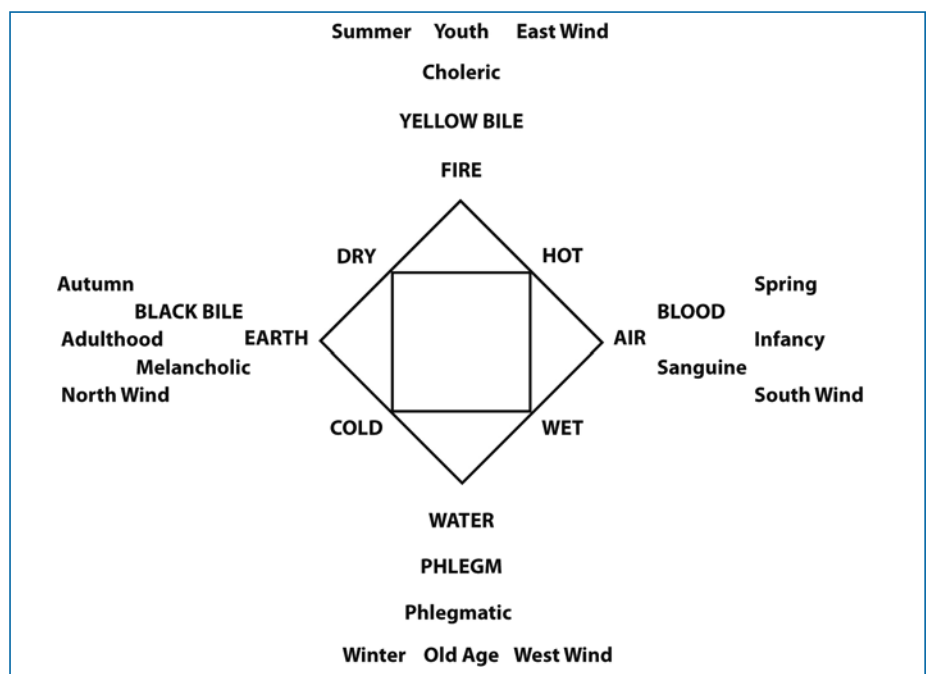 Summer Youth East Wind
Choleric
YELLOW BILE
FIRE
DRY HOT
Autumn Spring
BLACK BILE BLOOD
Adulthood EARTH AIR Infancy
Melancholic Sanguine
North Wind South Wind
COLD WET
WATER
PHLEGM
Phlegmatic
Winter Old Age West Wind